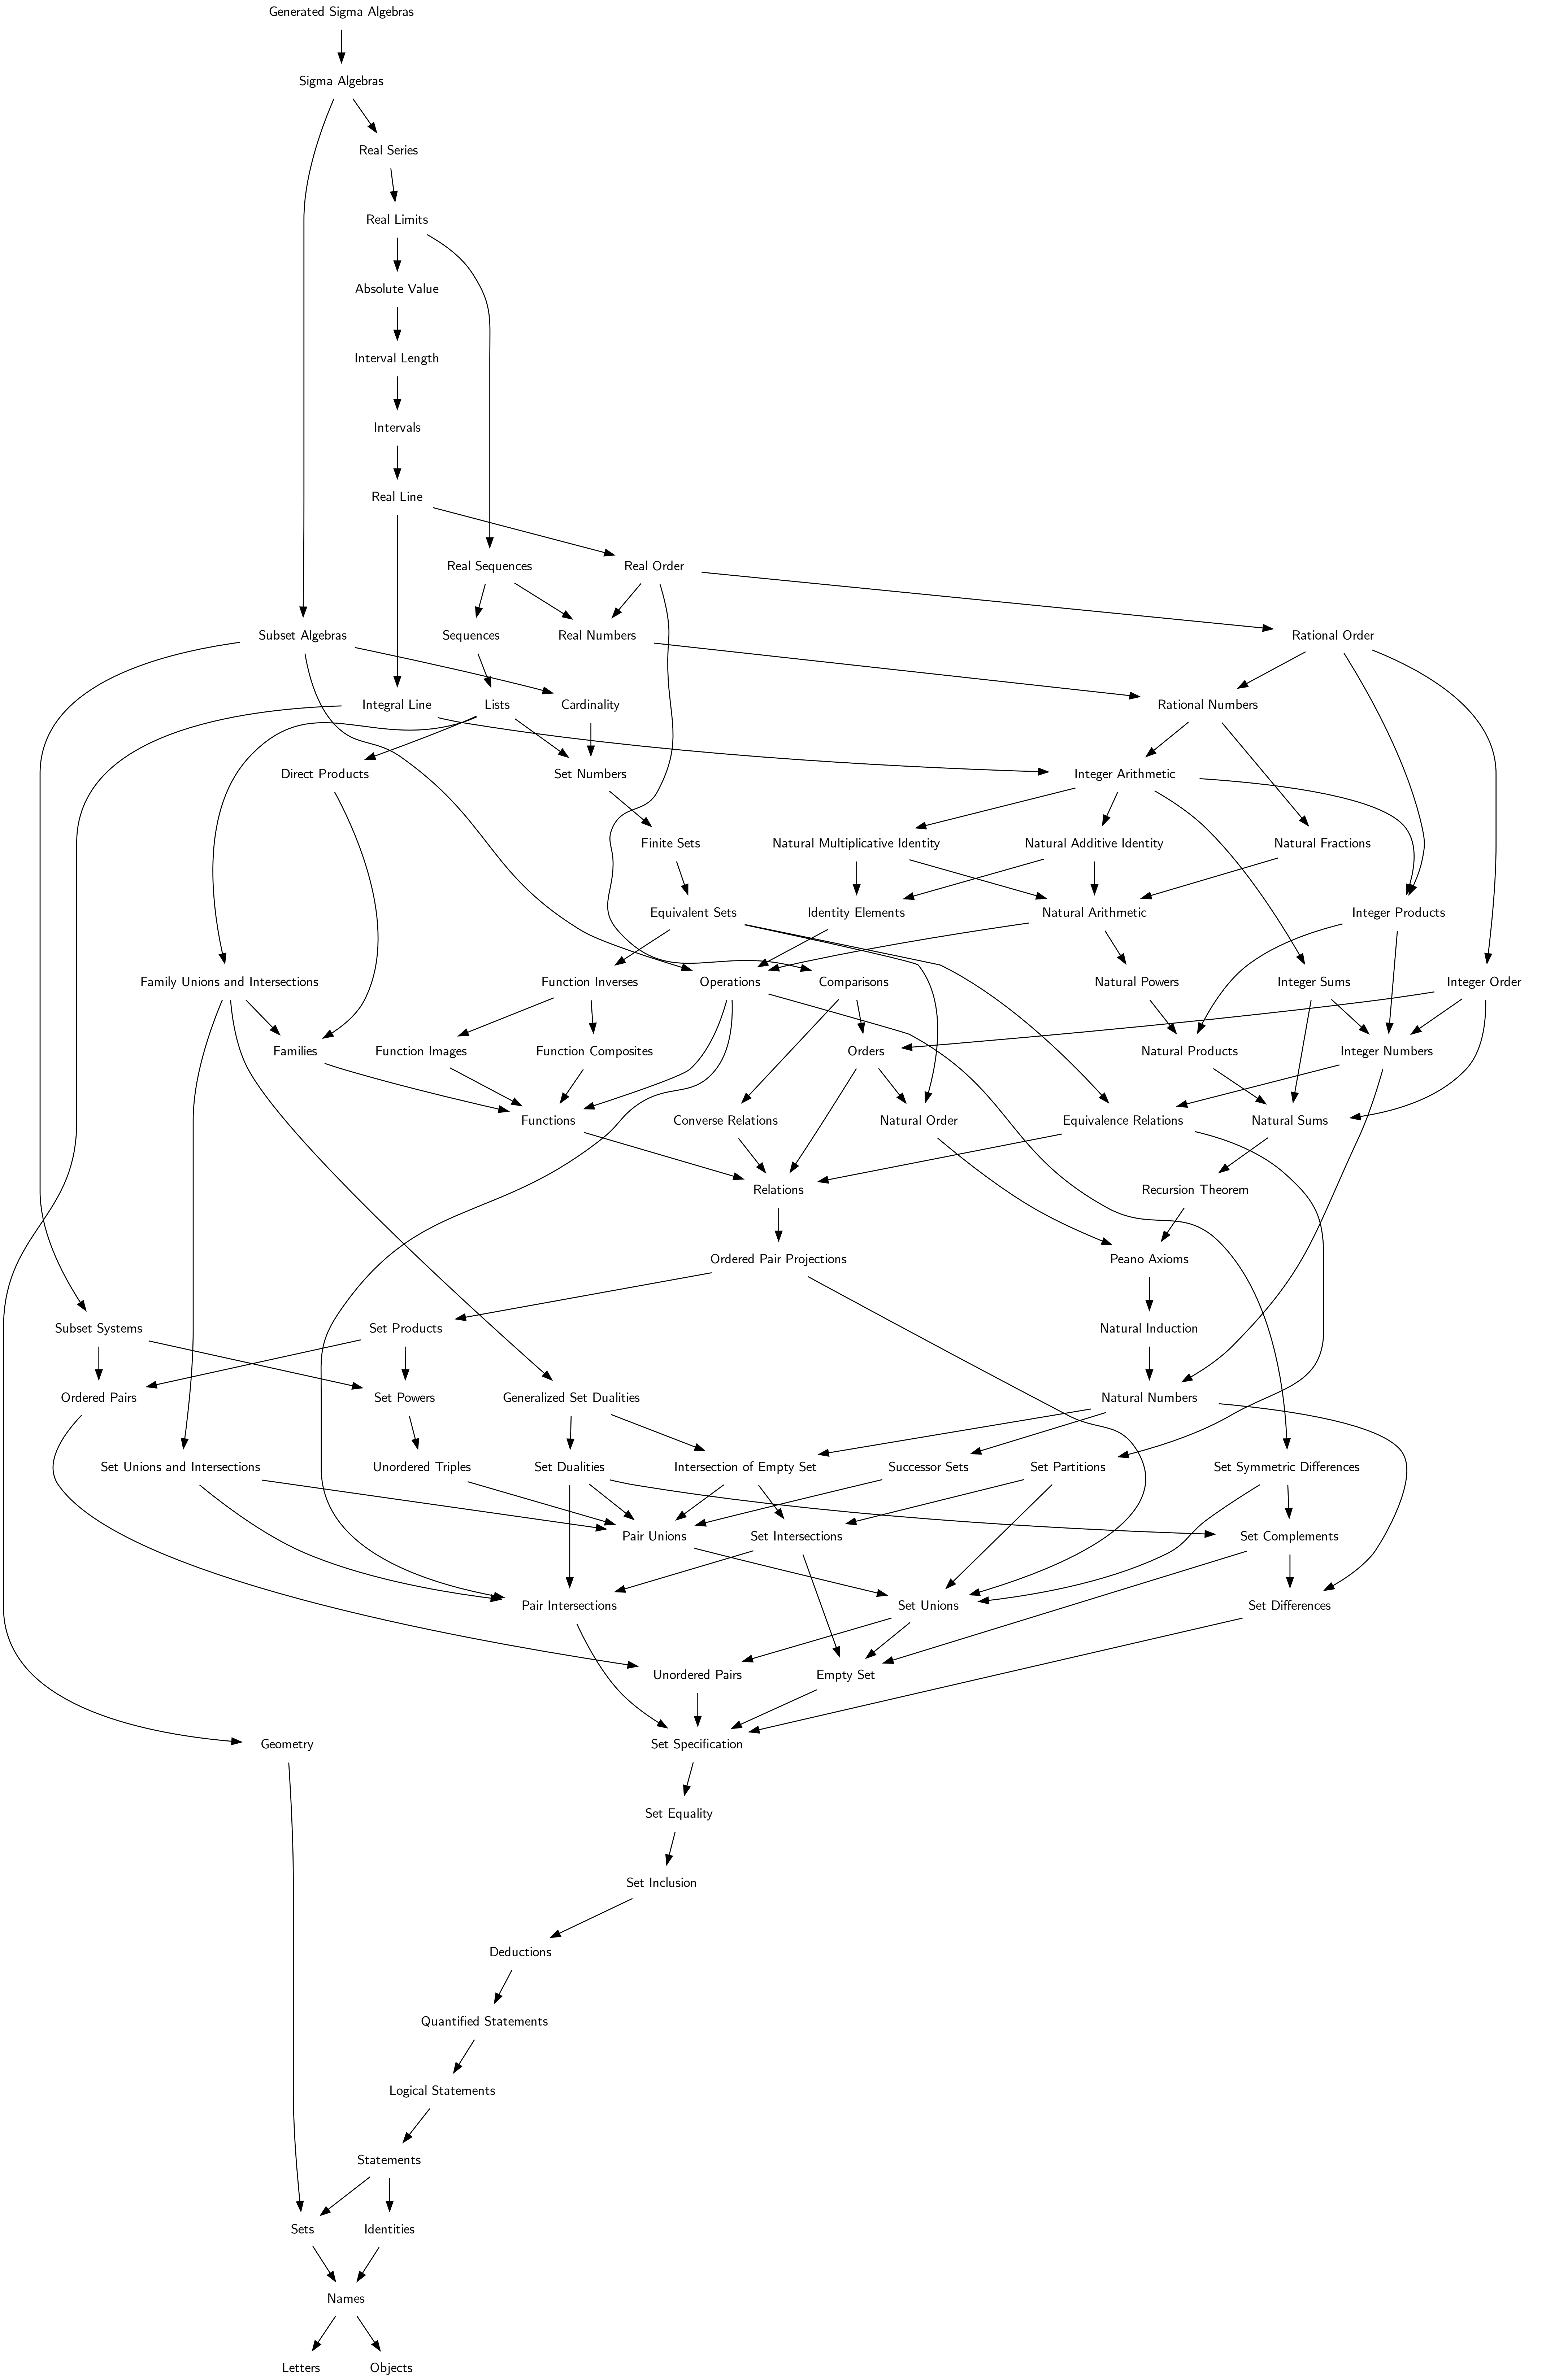 Generated Sigma Algebras
Sigma Algebras
Real Series
Real Limits
Absolute Value
Interval Length
Intervals
Real Line
Real Sequences
Real Order
Subset Algebras
Sequences
Real Numbers
Rational Order
Integral Line
Lists
Cardinality
Rational Numbers
Direct Products
Set Numbers
Integer Arithmetic
Finite Sets
Natural Multiplicative Identity
Natural Additive Identity
Natural Fractions
Equivalent Sets
Identity Elements
Natural Arithmetic
Integer Products
Family Unions and Intersections
Function Inverses
Operations
Comparisons
Natural Powers
Integer Sums
Integer Order
Families
Function Images
Function Composites
Orders
Natural Products
Integer Numbers
Functions
Converse Relations
Natural Order
Equivalence Relations
Natural Sums
Relations
Recursion Theorem
Ordered Pair Projections
Peano Axioms
Subset Systems
Set Products
Natural Induction
Ordered Pairs
Set Powers
Generalized Set Dualities
Natural Numbers
Set Unions and Intersections
Unordered Triples
Set Dualities
Intersection of Empty Set
Successor Sets
Set Partitions
Set Symmetric Differences
Pair Unions
Set Intersections
Set Complements
Pair Intersections
Set Unions
Set Differences
Unordered Pairs
Empty Set
Geometry
Set Specification
Set Equality
Set Inclusion
Deductions
Quantified Statements
Logical Statements
Statements
Sets
Identities
Names
Letters
Objects